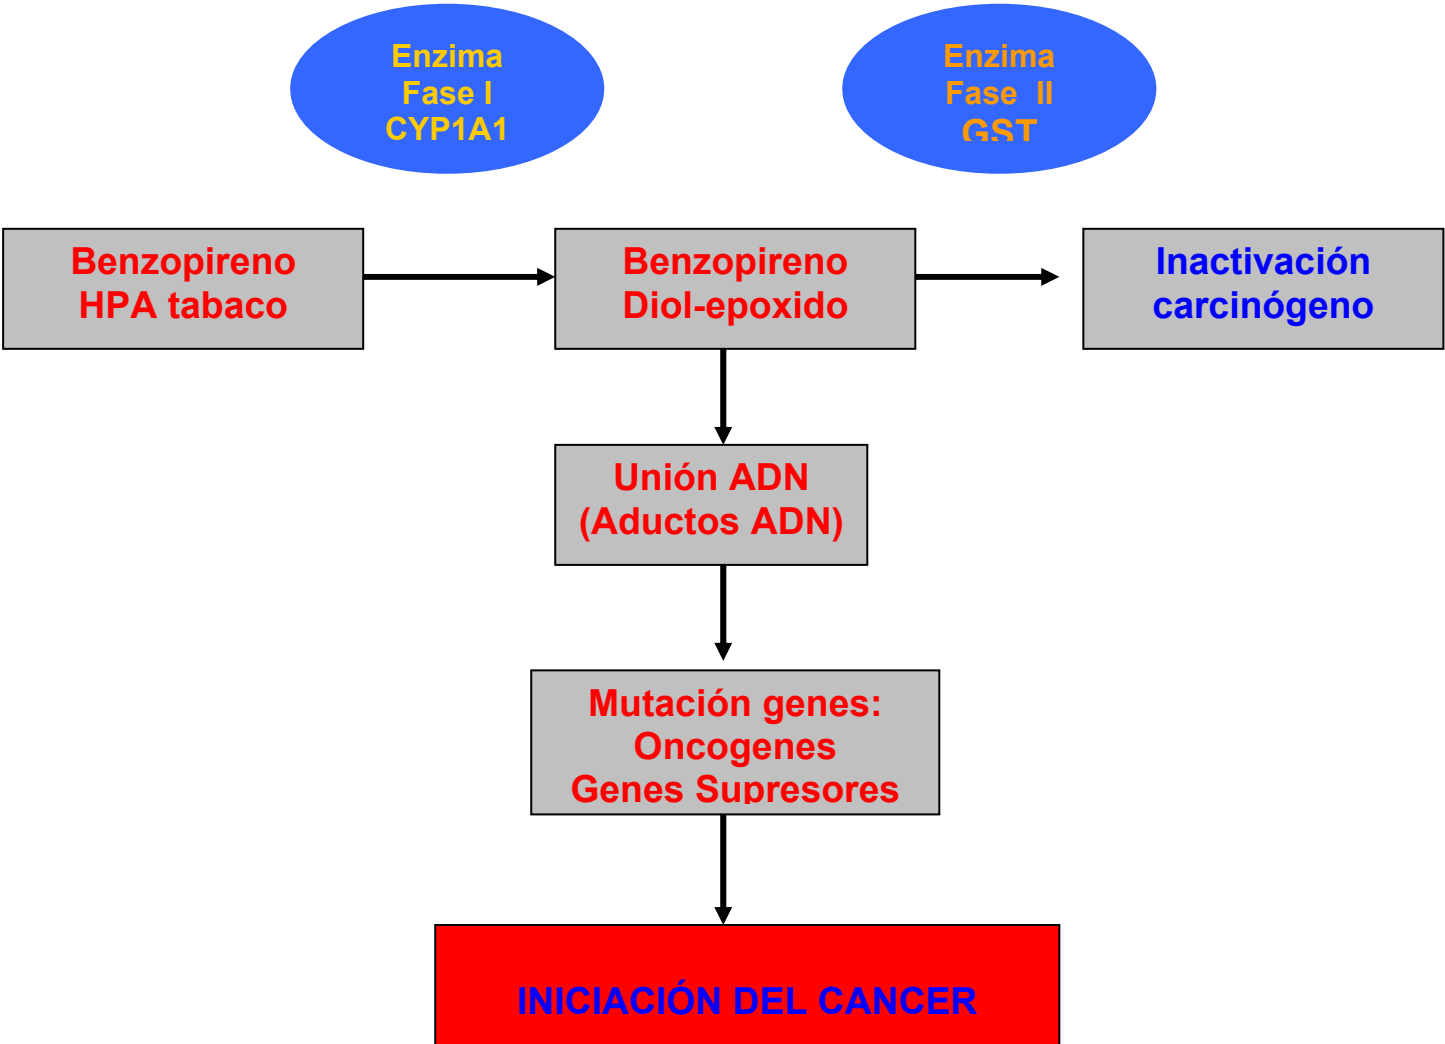 Enzima
Fase I
CYP1A1
Enzima
Fase II
GST
Benzopireno
HPA tabaco
Benzopireno
Diol-epoxido
Inactivación
carcinógeno
Unión ADN
(Aductos ADN)
Mutación genes:
Oncogenes
Genes Supresores
INICIACIÓN DEL CANCER